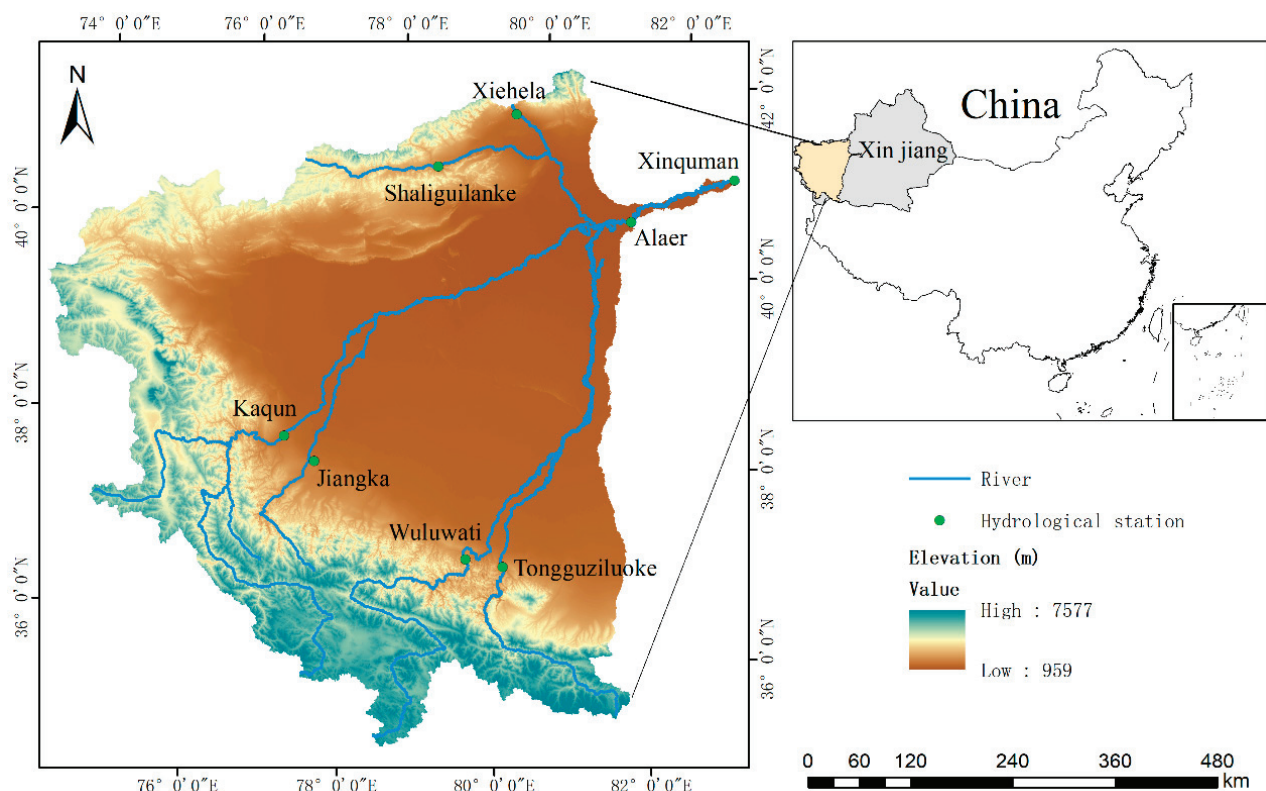 74° 0′0″E 76° 0′0″E 78° 0′0″E 80° 0′0″E 82° 0′0″E
N
Xiehela
Shaliguilanke
Xinquman
Alaer
Kaqun
Jiangka
Wuluwati
Tongguziluoke
40° 0′0″N
38° 0′0″N
36° 0′0″N
42° 0′0″N
40° 0′0″N
38° 0′0″N
36° 0′0″N
76° 0′0″E 78° 0′0″E 80° 0′0″E 82° 0′0″E
China
Xin jiang
River
Hydrological station
Elevation (m)
Value
High : 7577
Low : 959
0 30 60 120 240 360 480
km